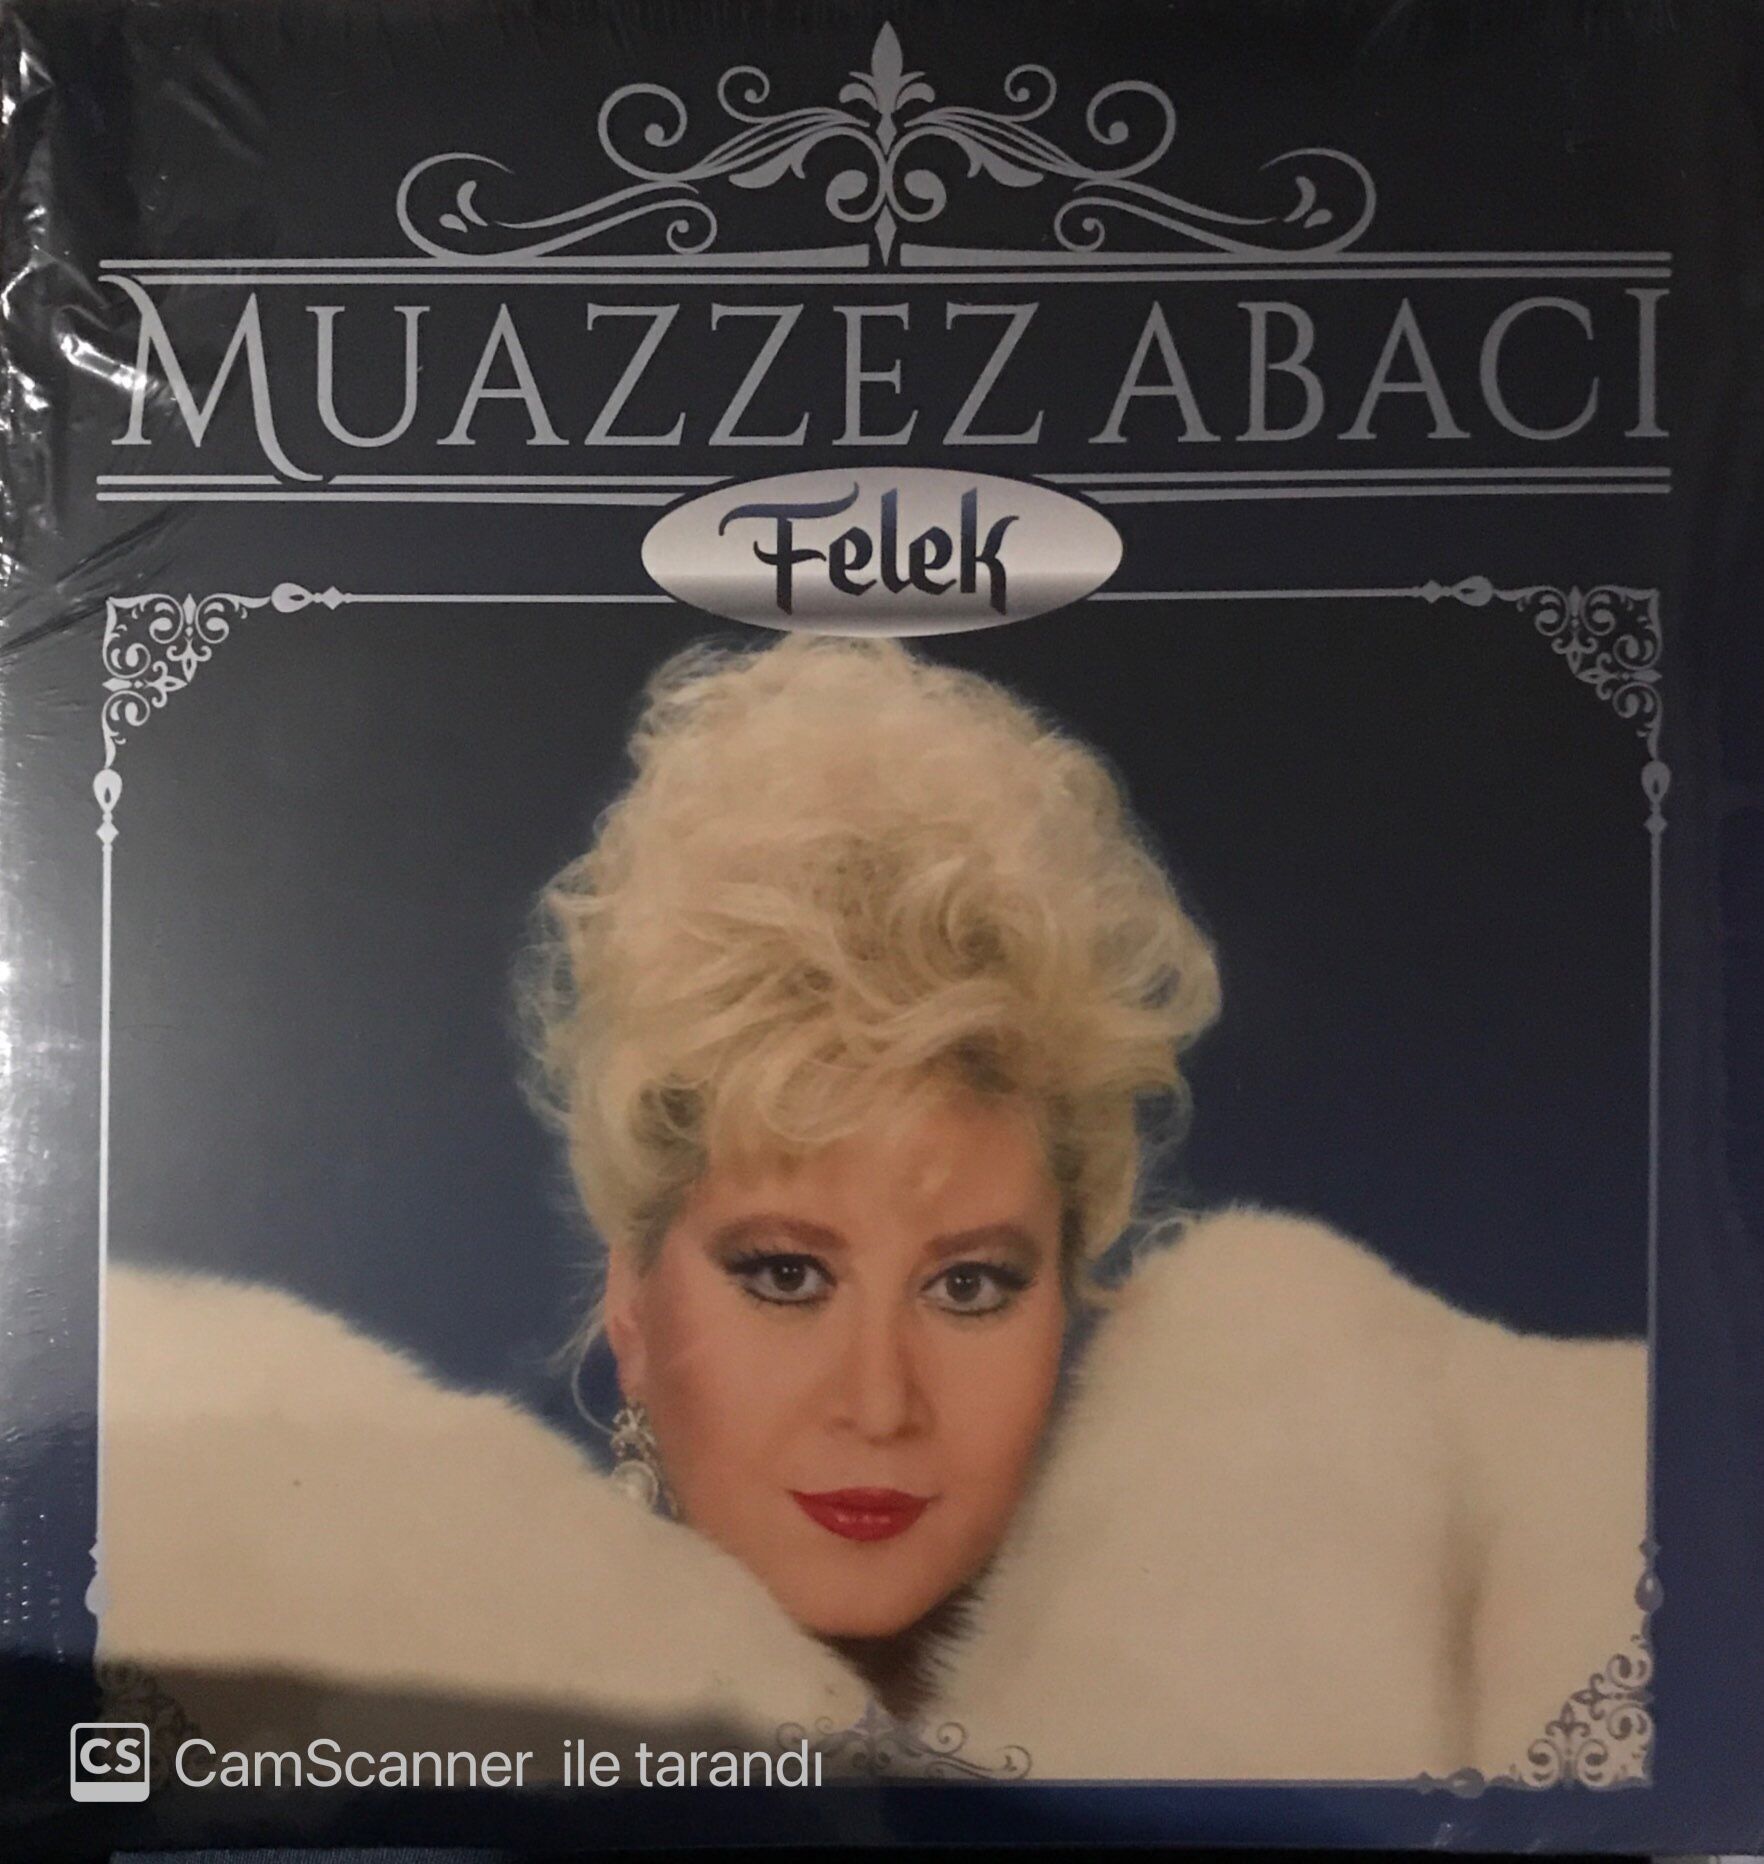 MUAZZEZ ABACI
Felek
CS CamScanner ile tarandı